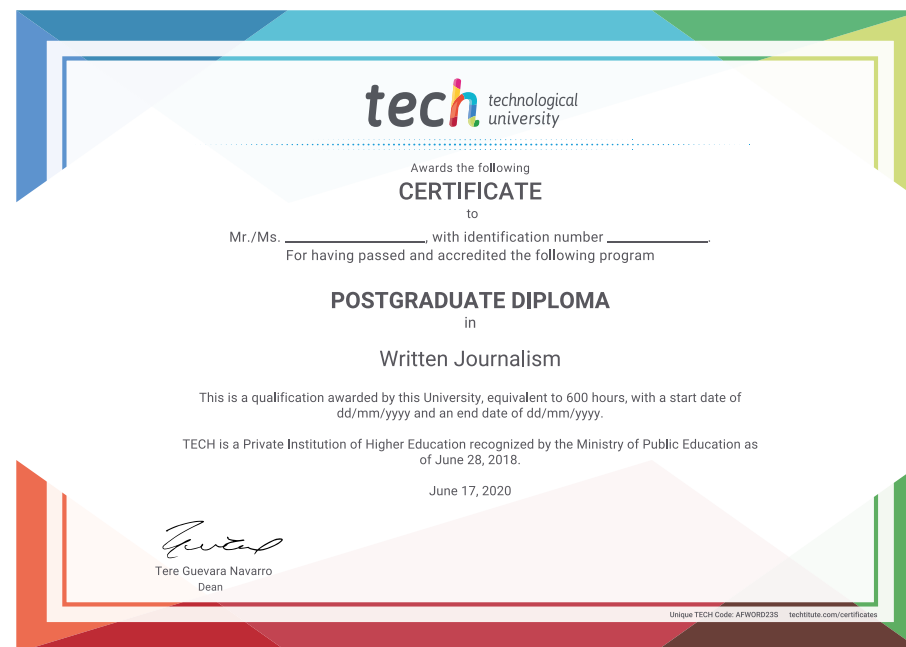 tech technological
university
Awards the following
CERTIFICATE
to
Mr./Ms. ____________________, with identification number ______________.
For having passed and accredited the following program
POSTGRADUATE DIPLOMA
in
Written Journalism
This is a qualification awarded by this University, equivalent to 600 hours, with a start date of
dd/mm/yyyy and an end date of dd/mm/yyyy.
TECH is a Private Institution of Higher Education recognized by the Ministry of Public Education as
of June 28, 2018.
June 17, 2020
Tere Guevara Navarro
Dean
Unique TECH Code: AFWORD23S techtitute.com/certificates